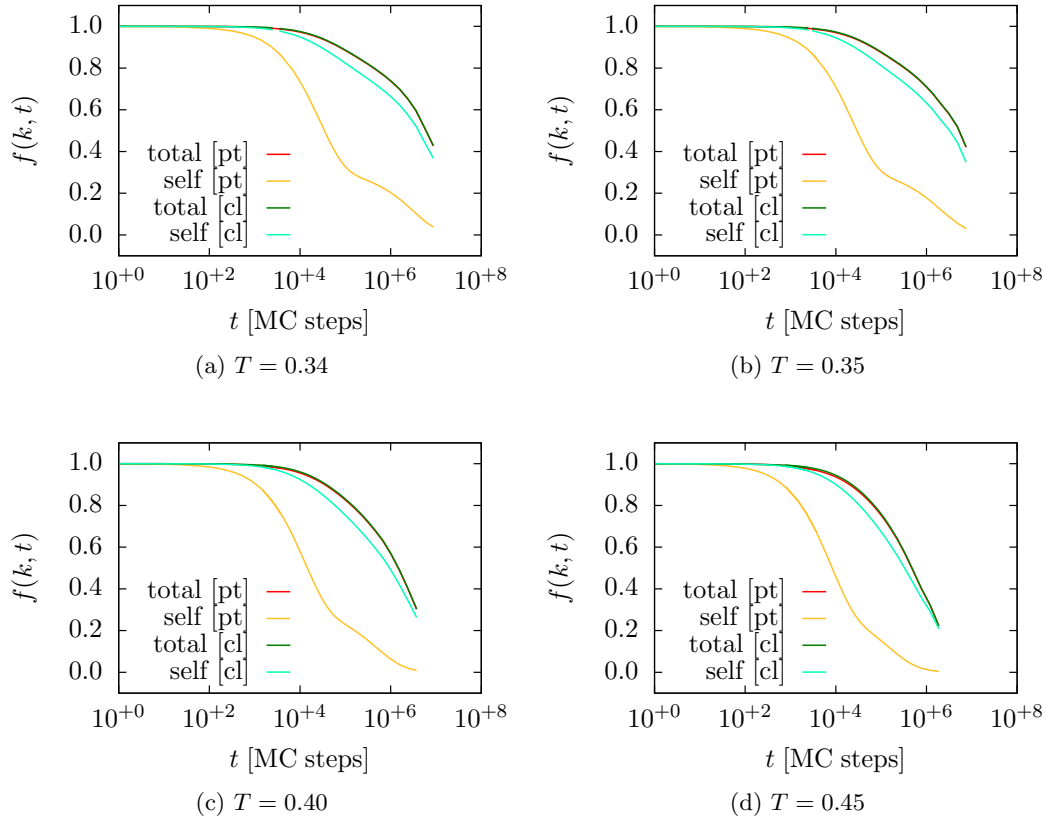 1.0
0.8
0.6
0.4
0.2
0.0
f(k, t)
total [pt]
self [pt]
total [cl]
self [cl]
10^{+0} 10^{+2} 10^{+4} 10^{+6} 10^{+8}
t [MC steps]
(a) T = 0.34
1.0
0.8
0.6
0.4
0.2
0.0
f(k, t)
total [pt]
self [pt]
total [cl]
self [cl]
10^{+0} 10^{+2} 10^{+4} 10^{+6} 10^{+8}
t [MC steps]
(b) T = 0.35
1.0
0.8
0.6
0.4
0.2
0.0
f(k, t)
total [pt]
self [pt]
total [cl]
self [cl]
10^{+0} 10^{+2} 10^{+4} 10^{+6} 10^{+8}
t [MC steps]
(c) T = 0.40
1.0
0.8
0.6
0.4
0.2
0.0
f(k, t)
total [pt]
self [pt]
total [cl]
self [cl]
10^{+0} 10^{+2} 10^{+4} 10^{+6} 10^{+8}
t [MC steps]
(d) T = 0.45